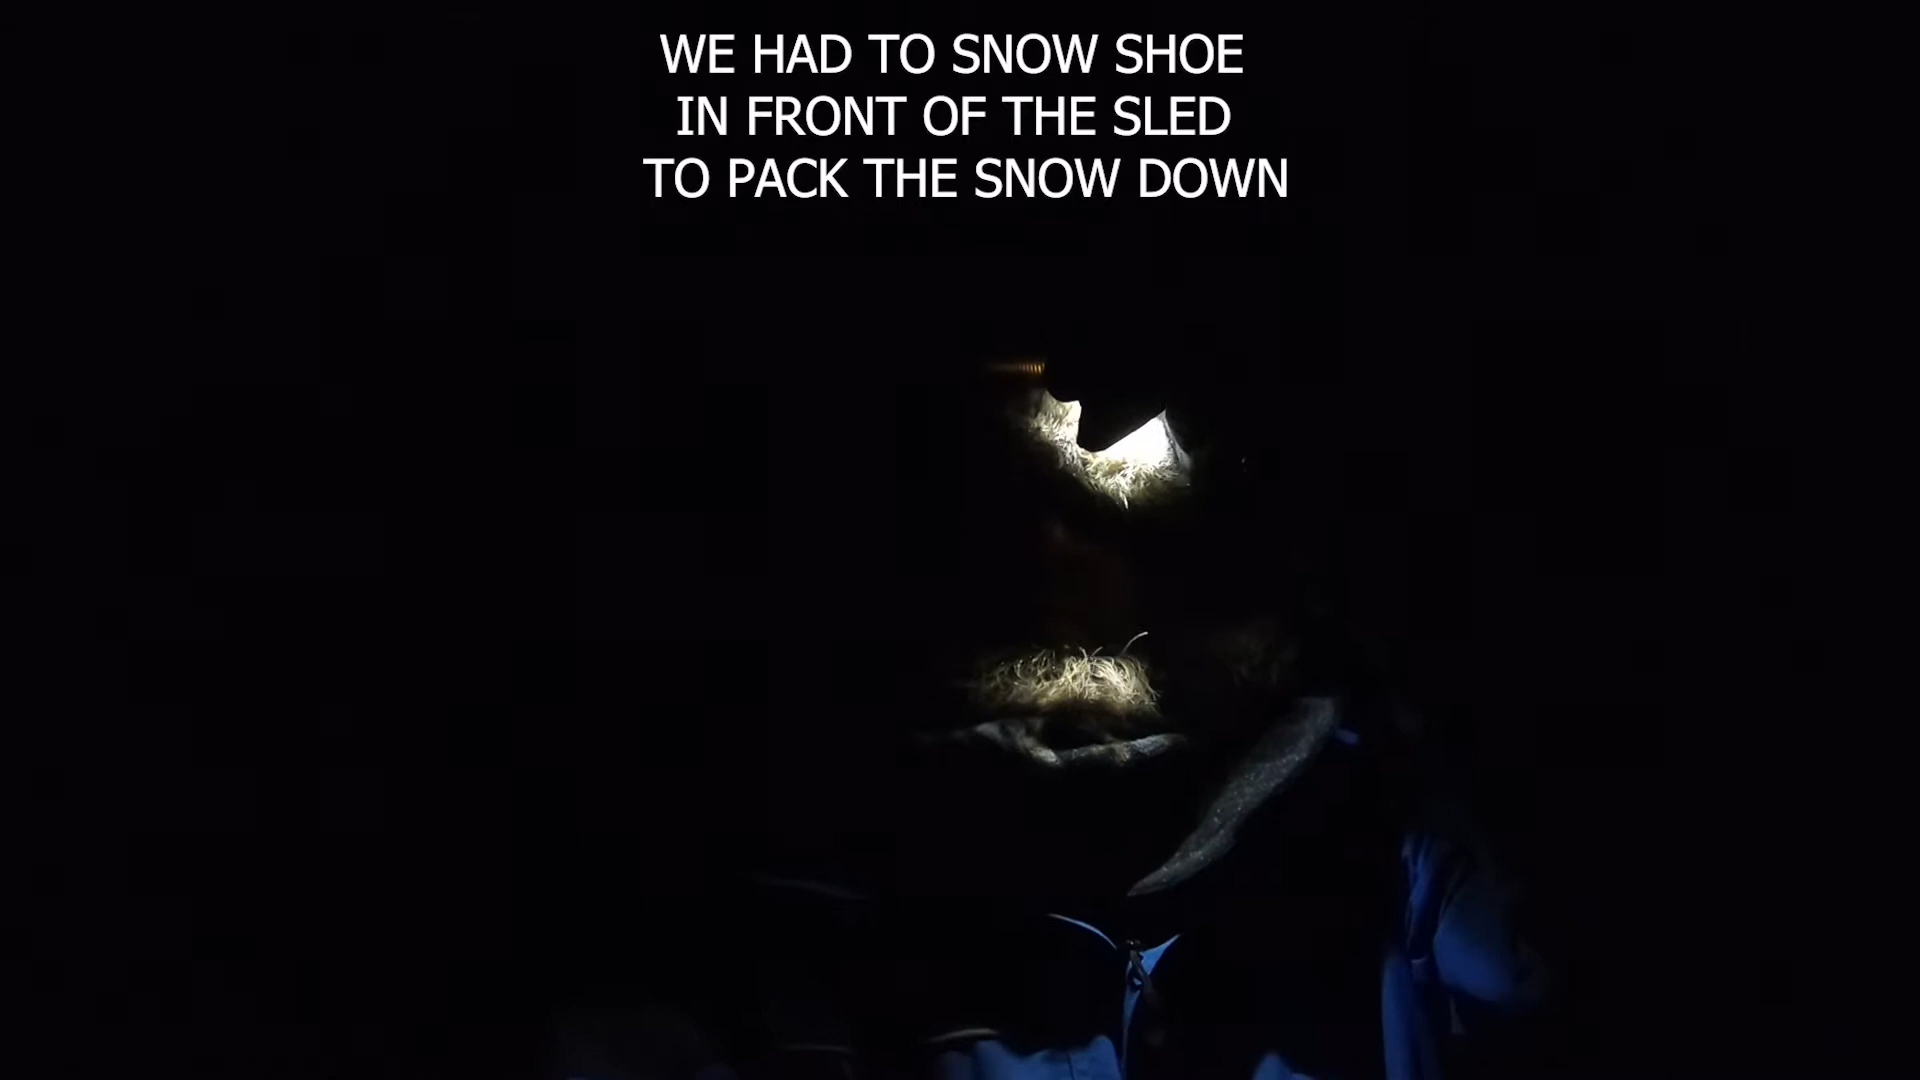 WE HAD TO SNOW SHOE
IN FRONT OF THE SLED
TO PACK THE SNOW DOWN